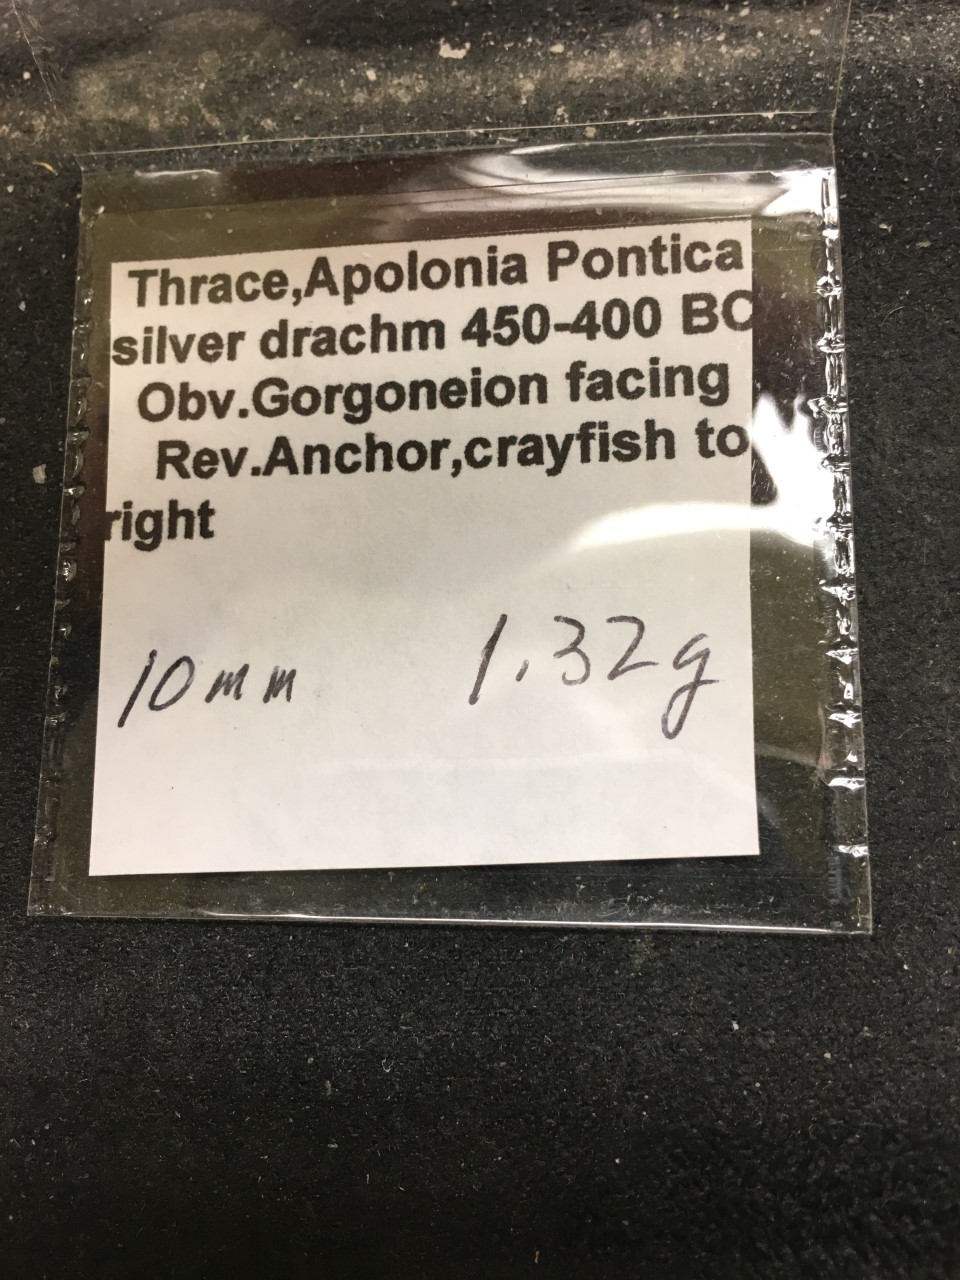 Thrace,Apolonia Pontica
silver drachm 450-400 BC
Obv.Gorgoneion facing
Rev.Anchor,crayfish to
right
10mm 1.32g